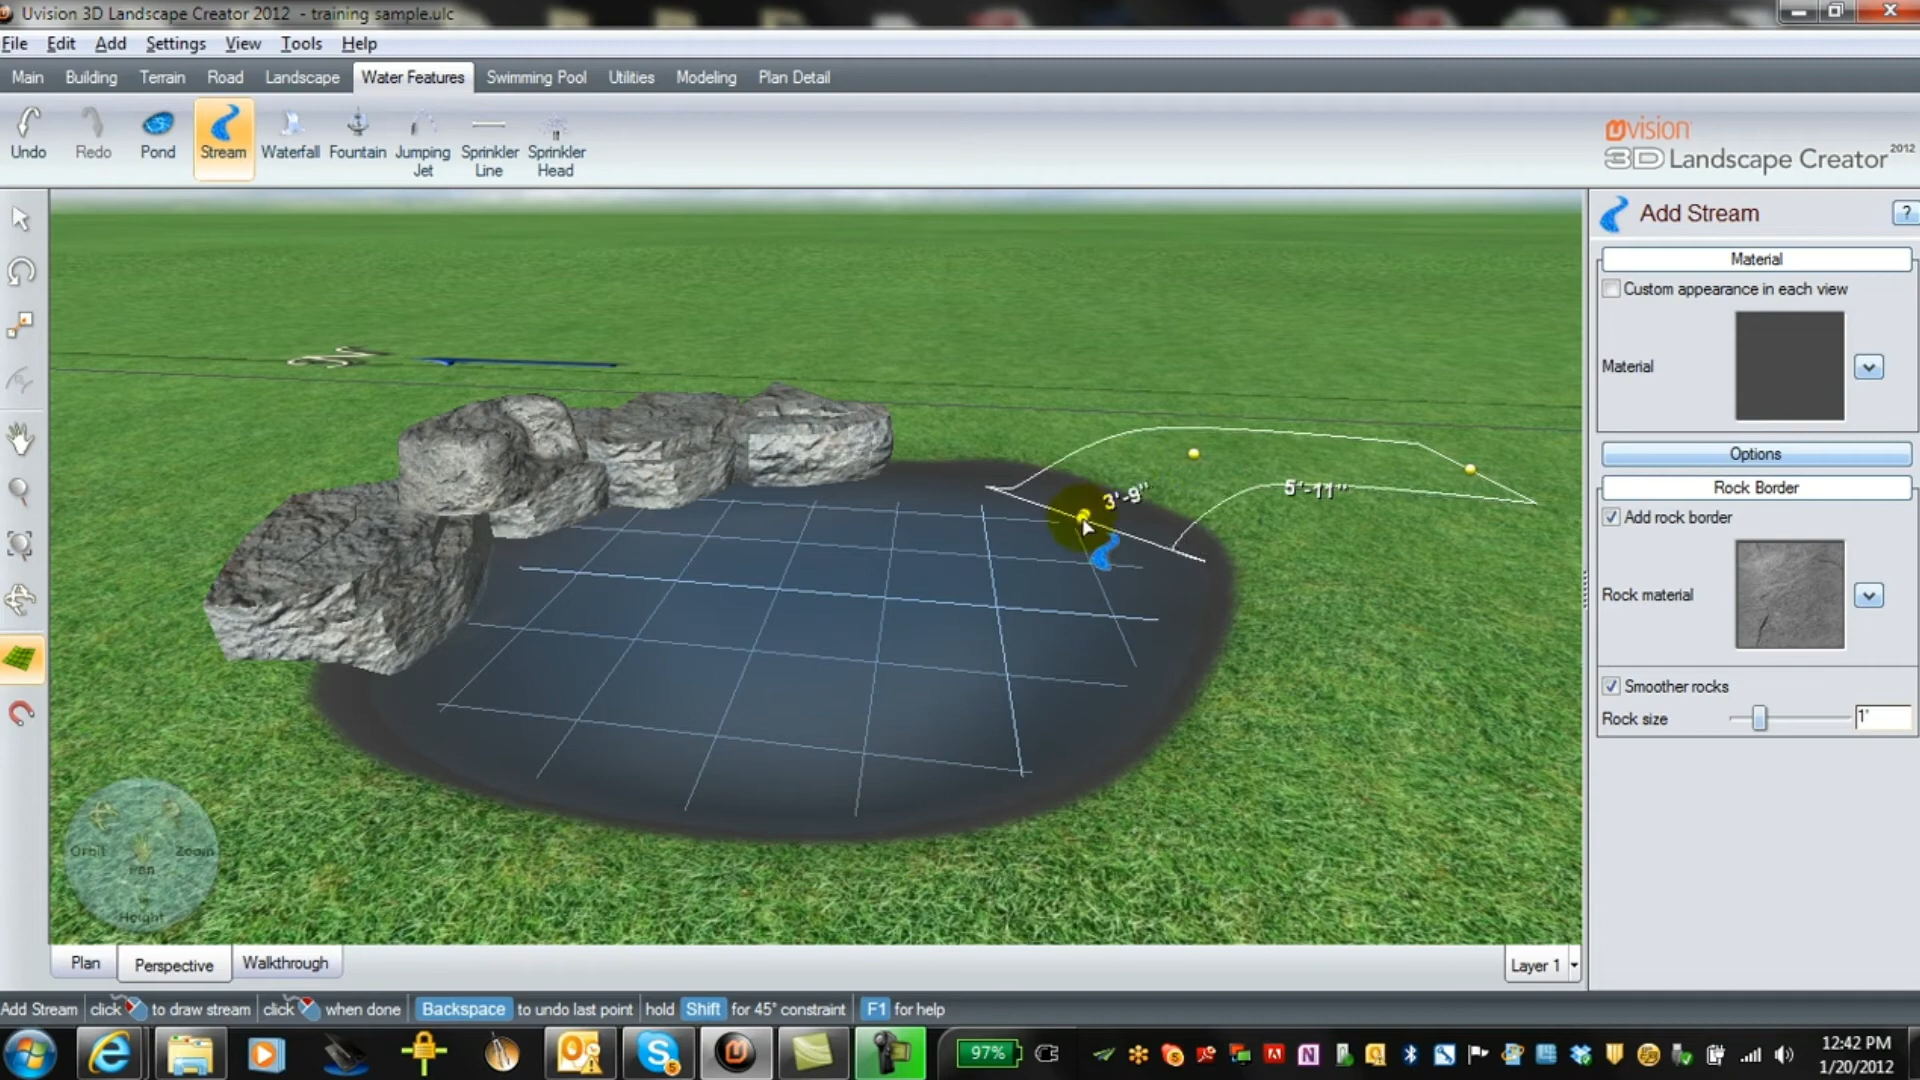 Uvision 3D Landscape Creator 2012 - training sample.ulc
File Edit Add Settings View Tools Help
Main Building Terrain Road Landscape Water Features Swimming Pool Utilities Modeling Plan Detail
Undo Redo Pond Stream Waterfall Fountain Jumping Jet Sprinkler Line Sprinkler Head
uvision
3D Landscape Creator 2012
Add Stream ?
Material
Custom appearance in each view
Material
Options
Rock Border
Add rock border
Rock material
Smoother rocks
Rock size 1'
3'-9"
5'-11"
Orbit Zoom
Pan
Height
Plan Perspective Walkthrough
Layer 1
Add Stream click to draw stream click when done Backspace to undo last point hold Shift for 45° constraint F1 for help
97%
12:42 PM
1/20/2012